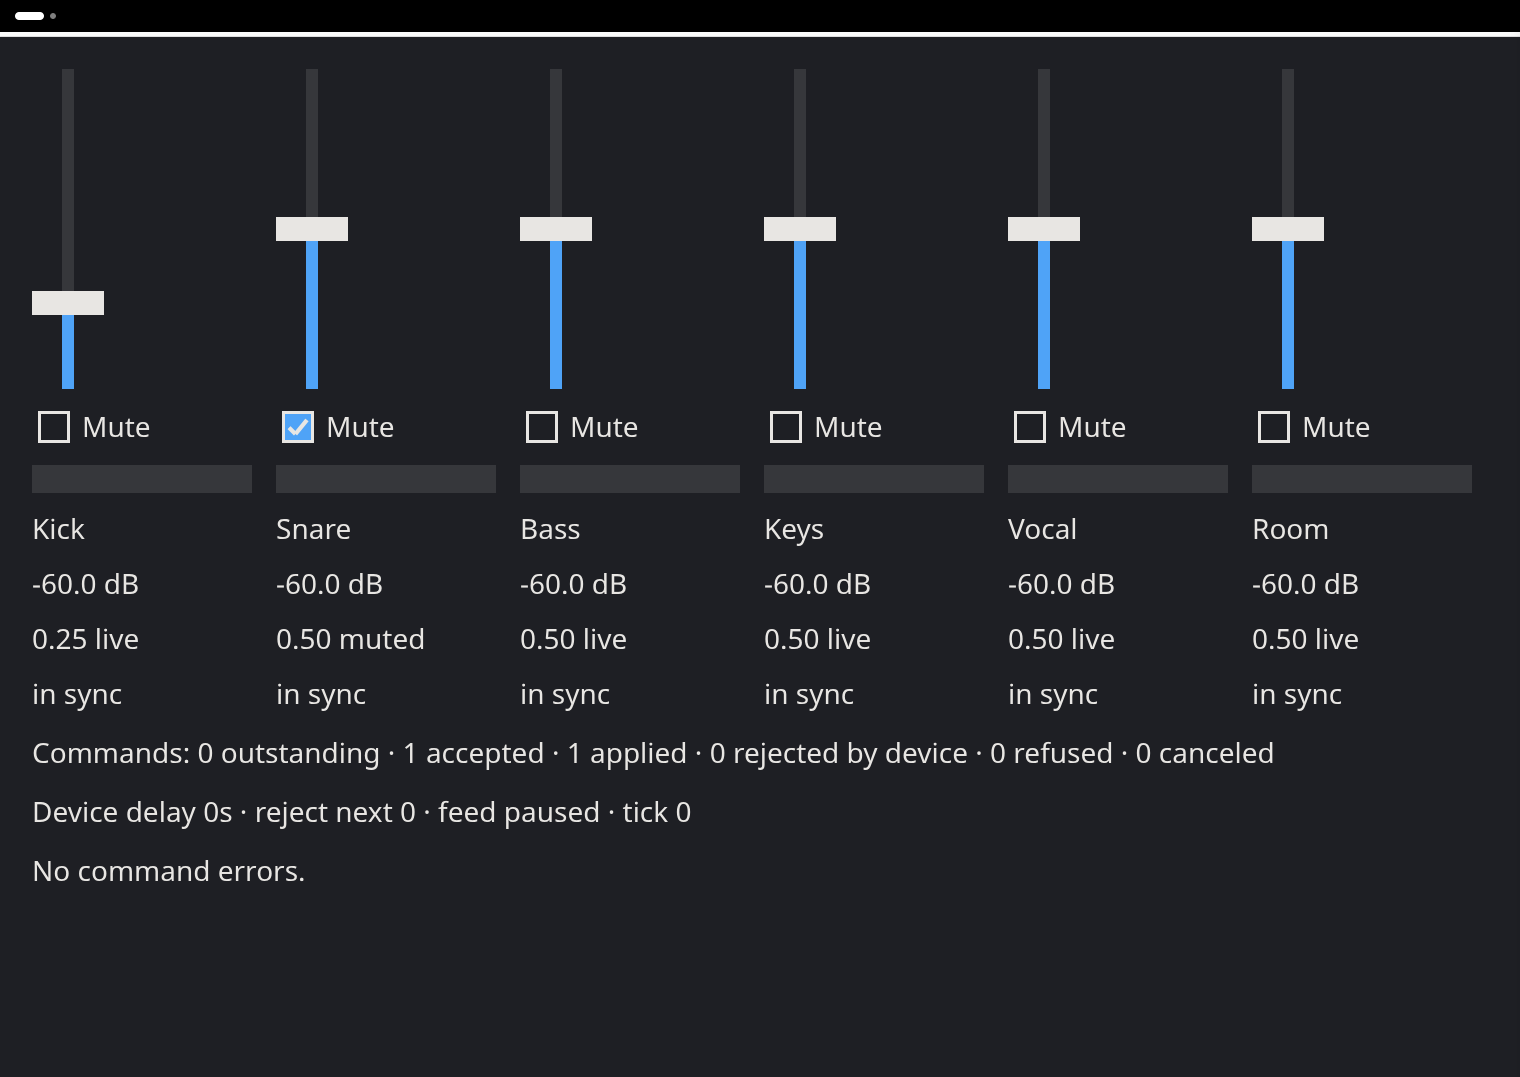 Mute Mute Mute Mute Mute Mute
Kick Snare Bass Keys Vocal Room
-60.0 dB -60.0 dB -60.0 dB -60.0 dB -60.0 dB -60.0 dB
0.25 live 0.50 muted 0.50 live 0.50 live 0.50 live 0.50 live
in sync in sync in sync in sync in sync in sync
Commands: 0 outstanding · 1 accepted · 1 applied · 0 rejected by device · 0 refused · 0 canceled
Device delay 0s · reject next 0 · feed paused · tick 0
No command errors.